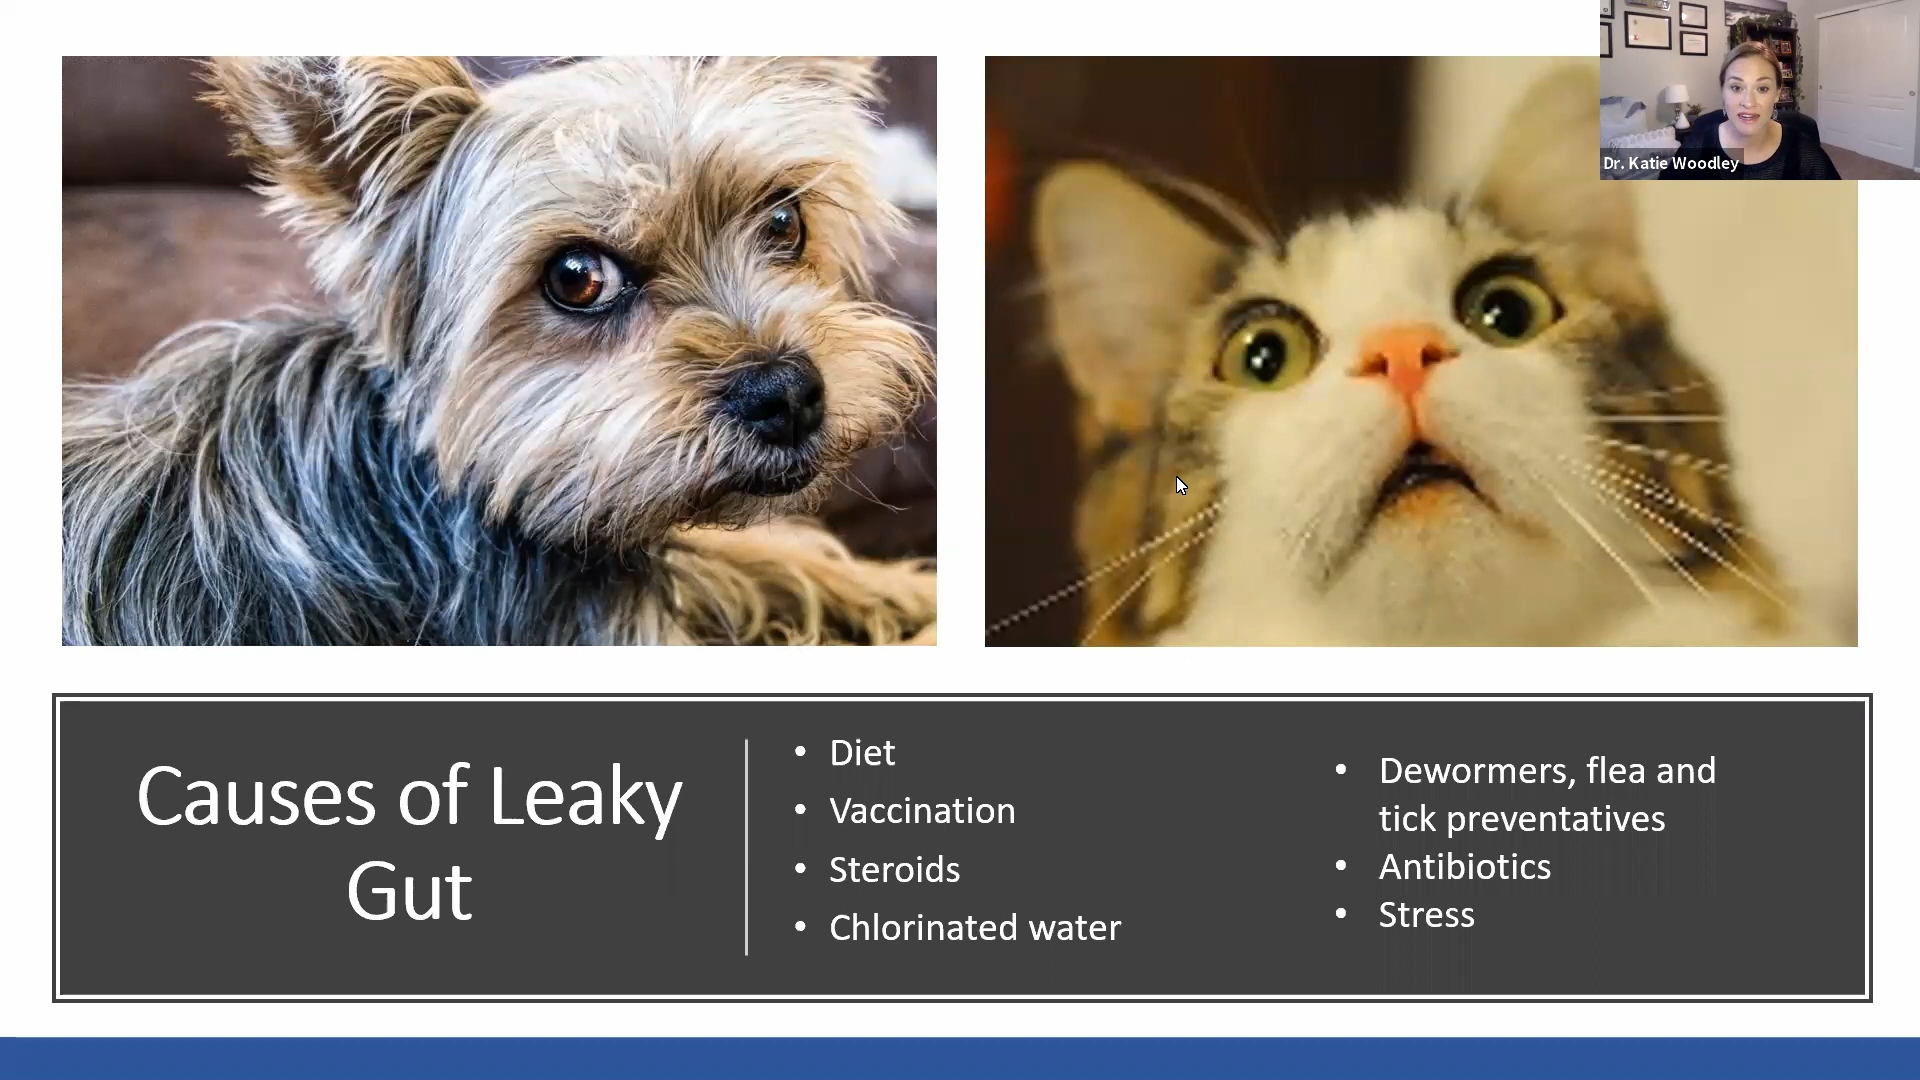 Dr. Katie Woodley
Causes of Leaky
Gut
• Diet
• Vaccination
• Steroids
• Chlorinated water
• Dewormers, flea and
tick preventatives
• Antibiotics
• Stress